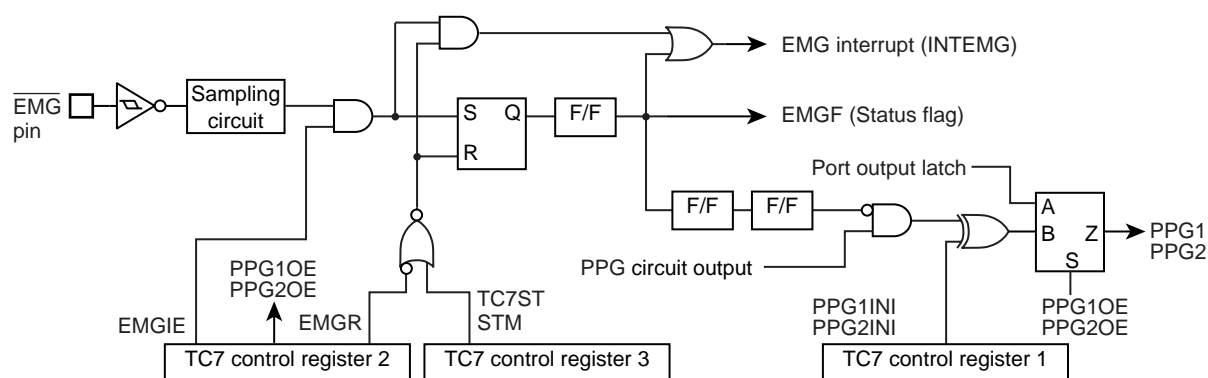 EMG interrupt (INTEMG)
EMG
pin
Sampling
circuit
S
Q
R
F/F
EMGF (Status flag)
Port output latch
F/F
F/F
A
B
Z
S
PPG1
PPG2
PPG circuit output
PPG1OE
PPG2OE
EMGIE
EMGR
TC7ST
STM
PPG1INI
PPG2INI
PPG1OE
PPG2OE
TC7 control register 2
TC7 control register 3
TC7 control register 1